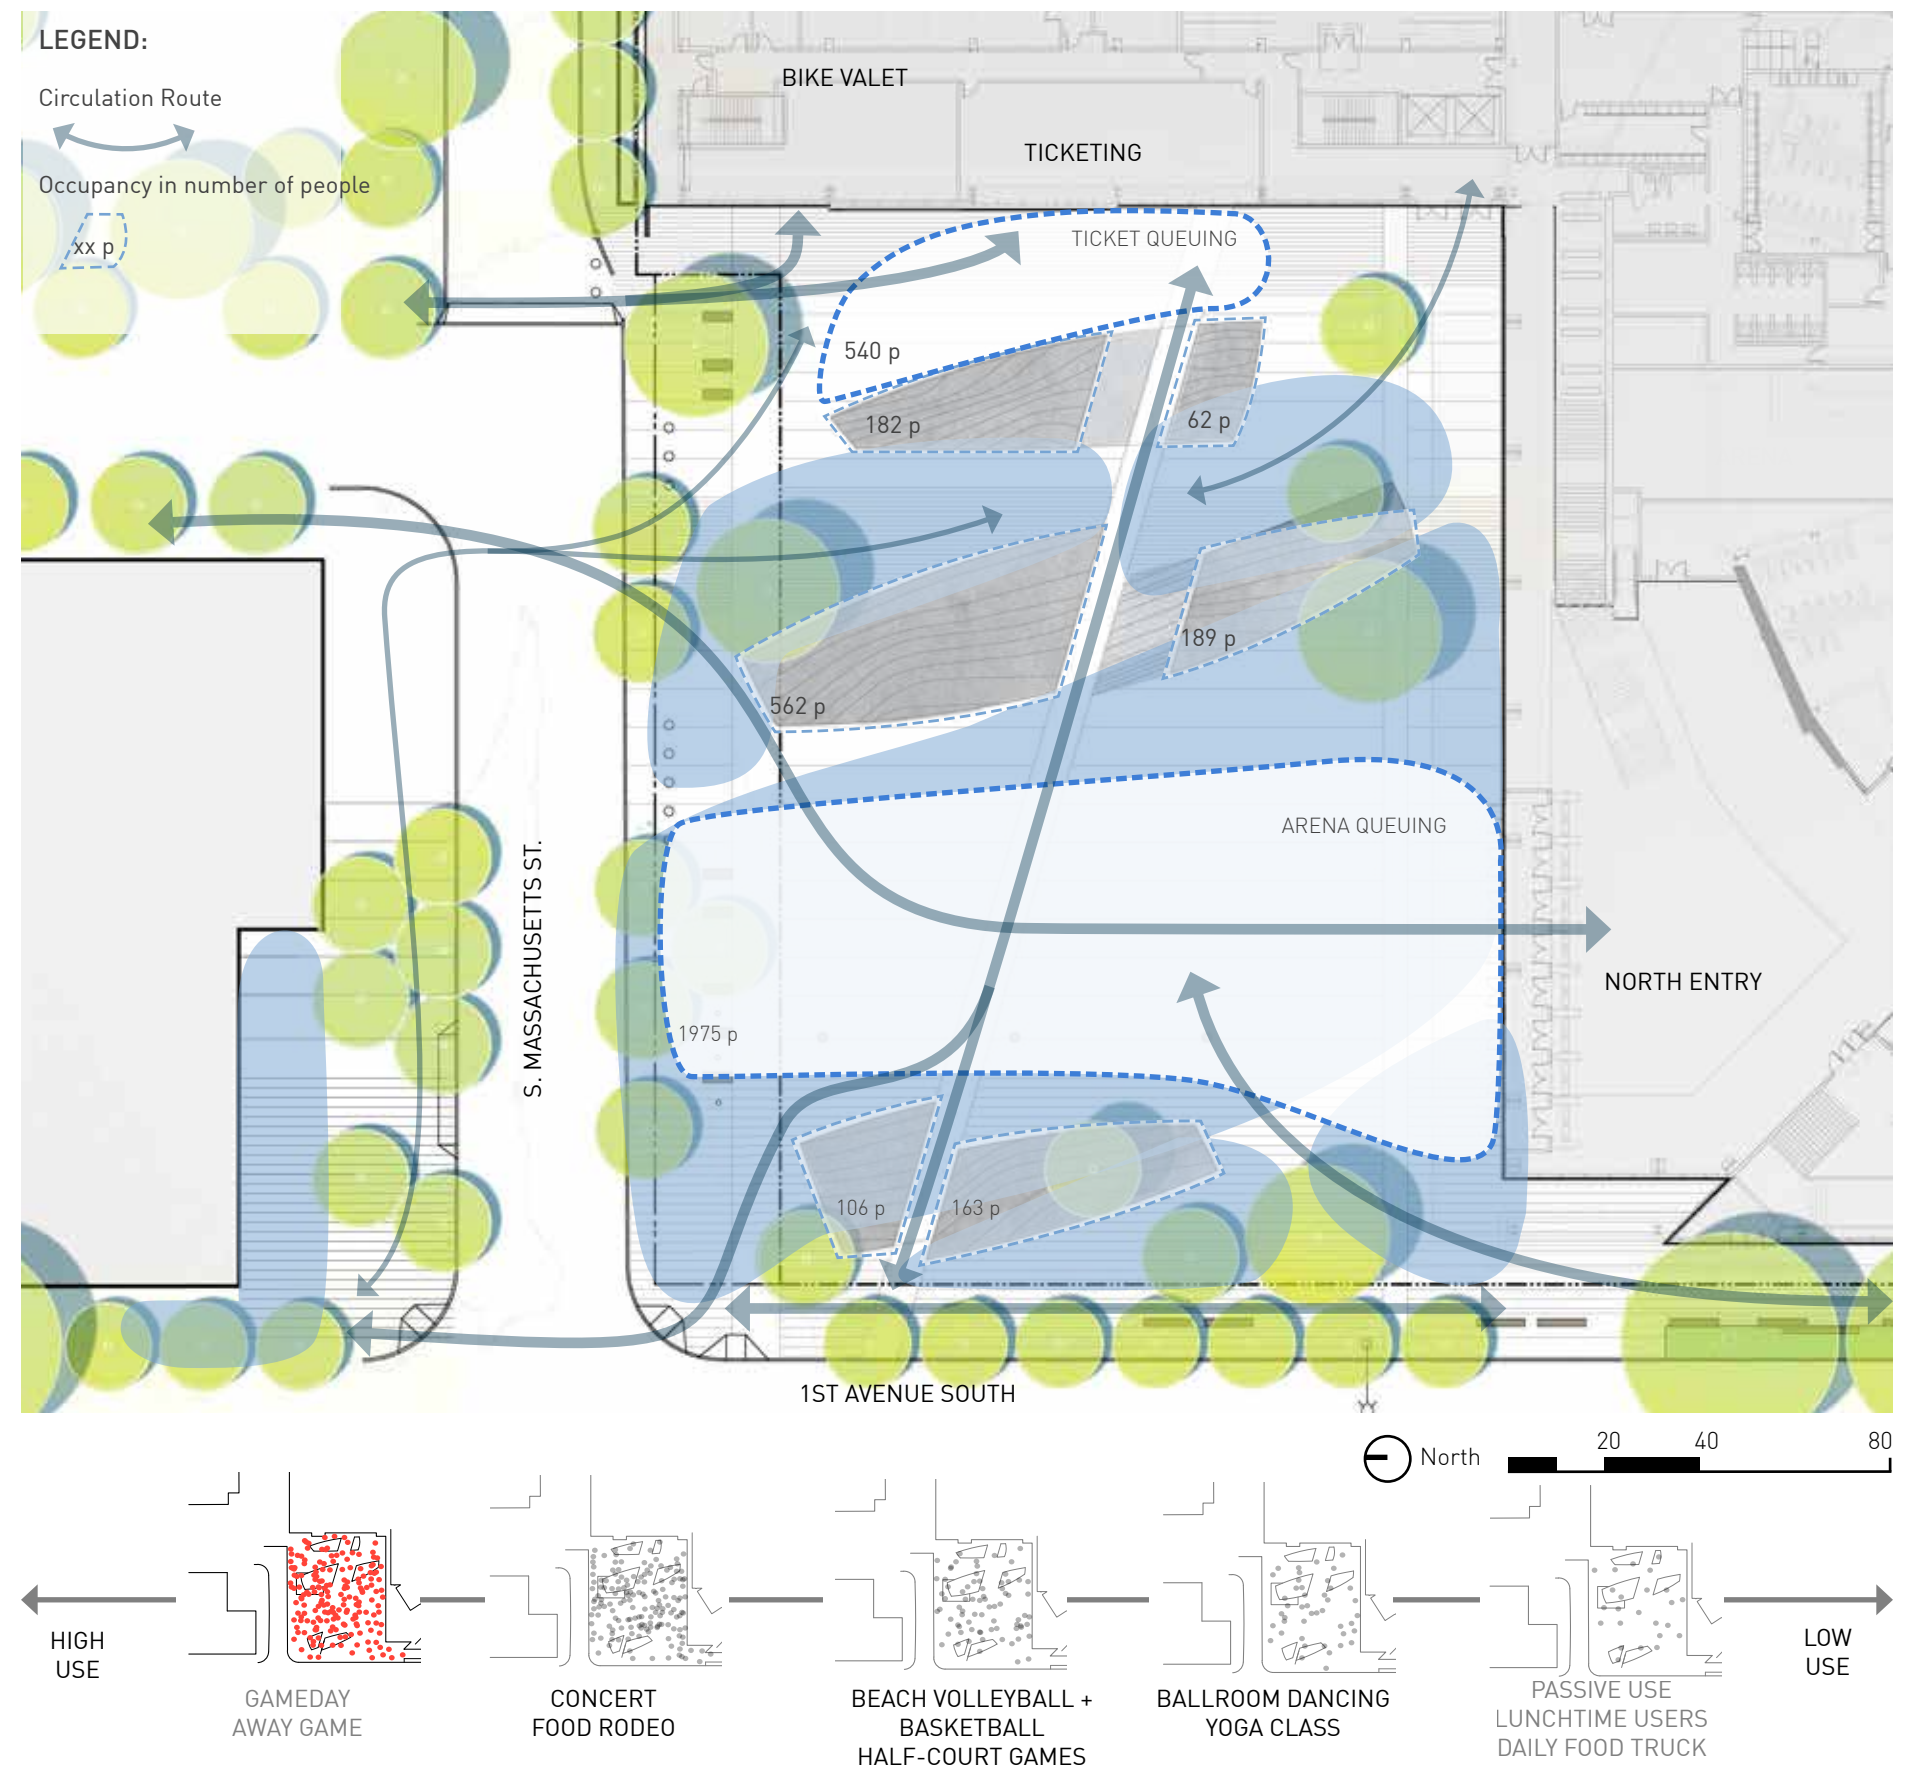 LEGEND:
Circulation Route
Occupancy in number of people
xx p
BIKE VALET
TICKETING
TICKET QUEUING
540 p
182 p
62 p
189 p
562 p
ARENA QUEUING
NORTH ENTRY
S. MASSACHUSETTS ST.
1975 p
106 p
163 p
1ST AVENUE SOUTH
North
20
40
80
HIGH
USE
GAMEDAY
AWAY GAME
CONCERT
FOOD RODEO
BEACH VOLLEYBALL +
BASKETBALL
HALF-COURT GAMES
BALLROOM DANCING
YOGA CLASS
PASSIVE USE
LUNCHTIME USERS
DAILY FOOD TRUCK
LOW
USE